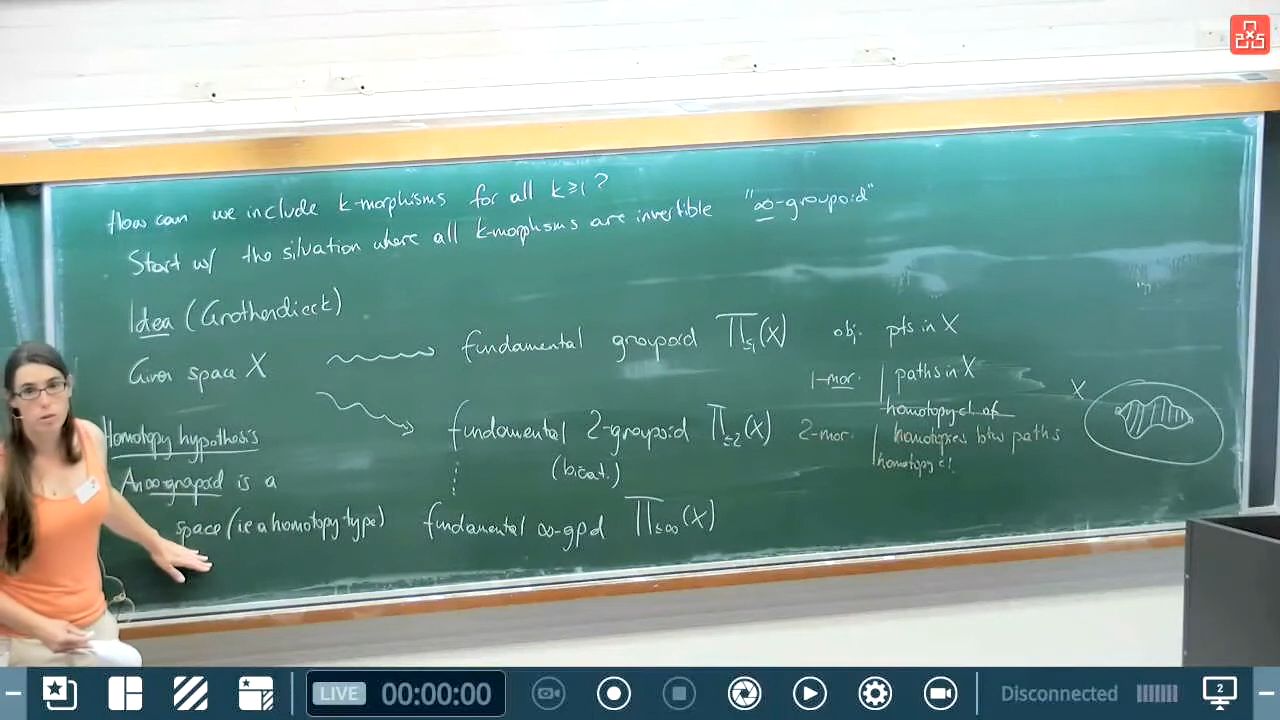 How can we include k-morphisms for all k≥1?
Start w/ the situation where all k-morphisms are invertible "∞-groupoid"
Idea (Grothendieck)
Given space X
fundamental groupoid Π≤1(X)
obj. pts in X
1-mor. paths in X
homotopy cl of
X
fundamental 2-groupoid Π≤2(X)
2-mor. homotopies btw paths
homotopy cl.
(bicat.)
Homotopy hypothesis
An ∞-groupoid is a
space (ie a homotopy type)
fundamental ∞-gpd Π≤∞(X)
LIVE 00:00:00
Disconnected
2